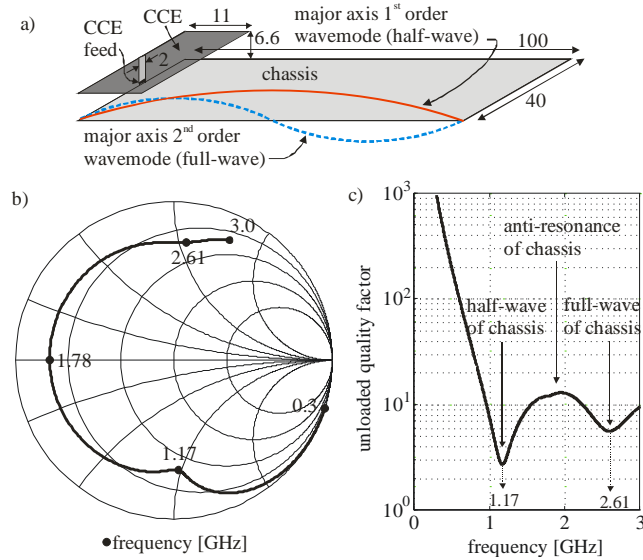 a)
11
CCE
CCE
feed
2
6.6
major axis 1st order
wavemode (half-wave)
100
chassis
40
major axis 2nd order
wavemode (full-wave)
b)
3.0
2.61
1.78
0.3
1.17
●frequency [GHz]
c)
unloaded quality factor
10^3
10^2
10^1
10^0
anti-resonance
of chassis
half-wave
of chassis
full-wave
of chassis
1.17
2.61
0
1
2
3
frequency [GHz]